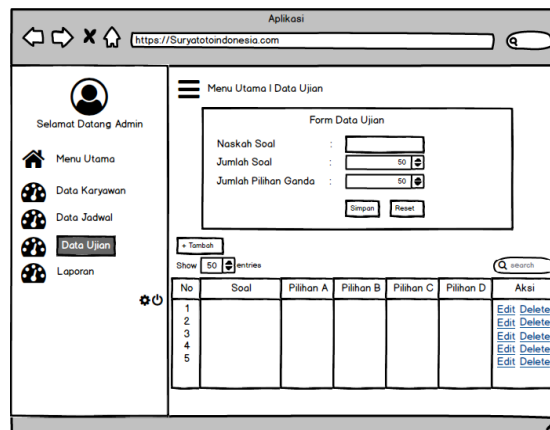 Aplikasi
https://Suryatotoindonesia.com
Selamat Datang Admin
Menu Utama
Data Karyawan
Data Jadwal
Data Ujian
Laporan
Menu Utama | Data Ujian
Form Data Ujian
Naskah Soal :
Jumlah Soal : 50
Jumlah Pilihan Ganda : 50
Simpan Reset
+ Tambah
Show 50 entries search
No Soal Pilihan A Pilihan B Pilihan C Pilihan D Aksi
1 Edit Delete
2 Edit Delete
3 Edit Delete
4 Edit Delete
5 Edit Delete